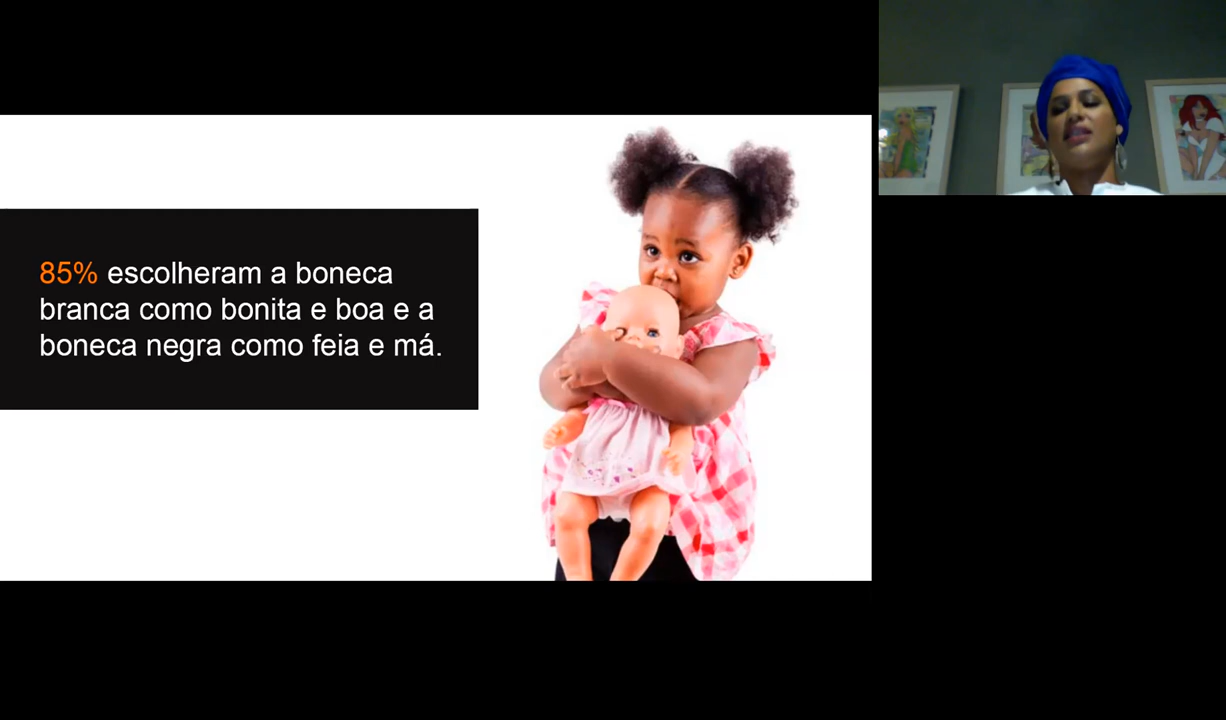 85% escolheram a boneca
branca como bonita e boa e a
boneca negra como feia e má.